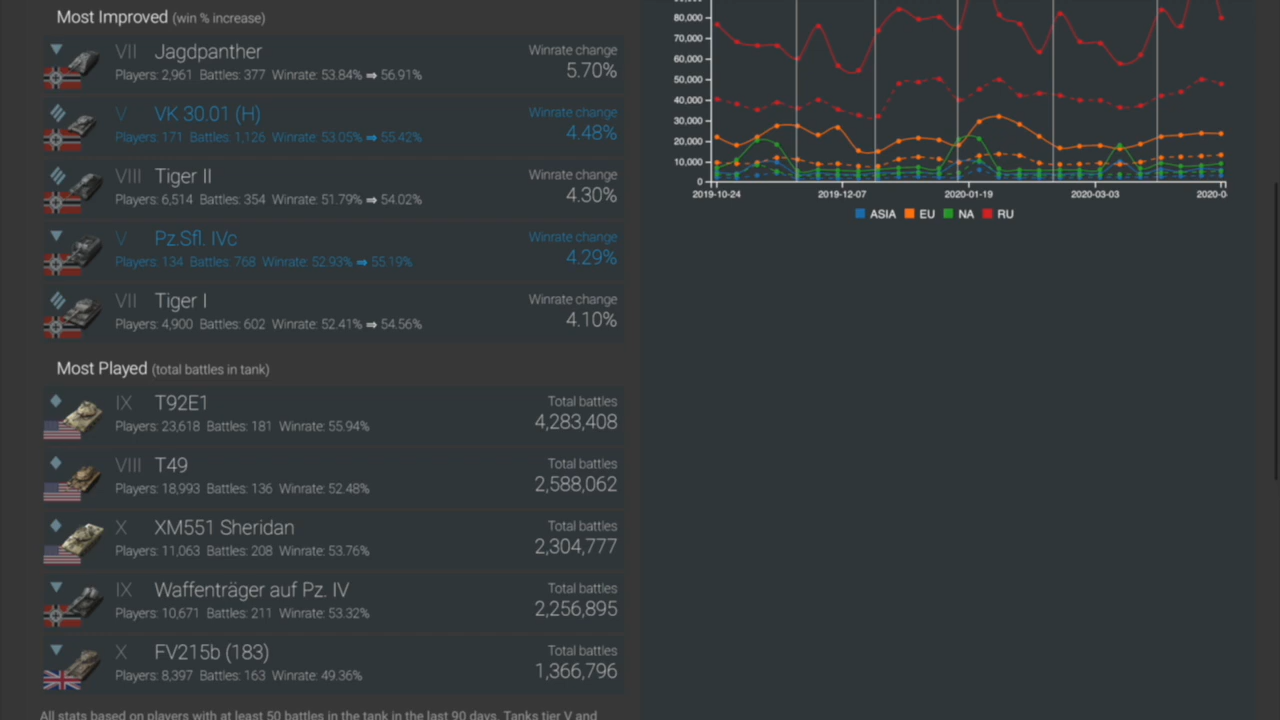 Most Improved (win % increase)
VII Jagdpanther
Players: 2,961 Battles: 377 Winrate: 53.84% ⇒ 56.91%
Winrate change
5.70%
V VK 30.01 (H)
Players: 171 Battles: 1,126 Winrate: 53.05% ⇒ 55.42%
Winrate change
4.48%
VIII Tiger II
Players: 6,514 Battles: 354 Winrate: 51.79% ⇒ 54.02%
Winrate change
4.30%
V Pz.Sfl. IVc
Players: 134 Battles: 768 Winrate: 52.93% ⇒ 55.19%
Winrate change
4.29%
VII Tiger I
Players: 4,900 Battles: 602 Winrate: 52.41% ⇒ 54.56%
Winrate change
4.10%
Most Played (total battles in tank)
IX T92E1
Players: 23,618 Battles: 181 Winrate: 55.94%
Total battles
4,283,408
VIII T49
Players: 18,993 Battles: 136 Winrate: 52.48%
Total battles
2,588,062
X XM551 Sheridan
Players: 11,063 Battles: 208 Winrate: 53.76%
Total battles
2,304,777
IX Waffenträger auf Pz. IV
Players: 10,671 Battles: 211 Winrate: 53.32%
Total battles
2,256,895
X FV215b (183)
Players: 8,397 Battles: 163 Winrate: 49.36%
Total battles
1,366,796
All stats based on players with at least 50 battles in the tank in the last 90 days. Tanks tier V and
80,000
70,000
60,000
50,000
40,000
30,000
20,000
10,000
0
2019-10-24 2019-12-07 2020-01-19 2020-03-03 2020-0
ASIA EU NA RU